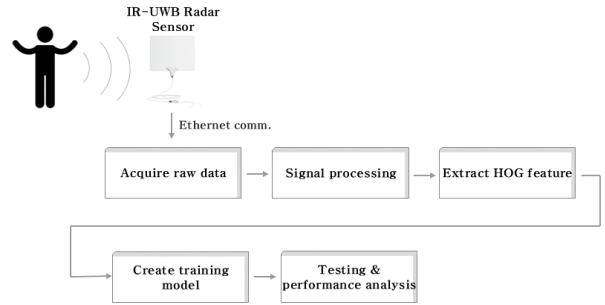 IR-UWB Radar
Sensor
Ethernet comm.
Acquire raw data
Signal processing
Extract HOG feature
Create training
model
Testing &
performance analysis